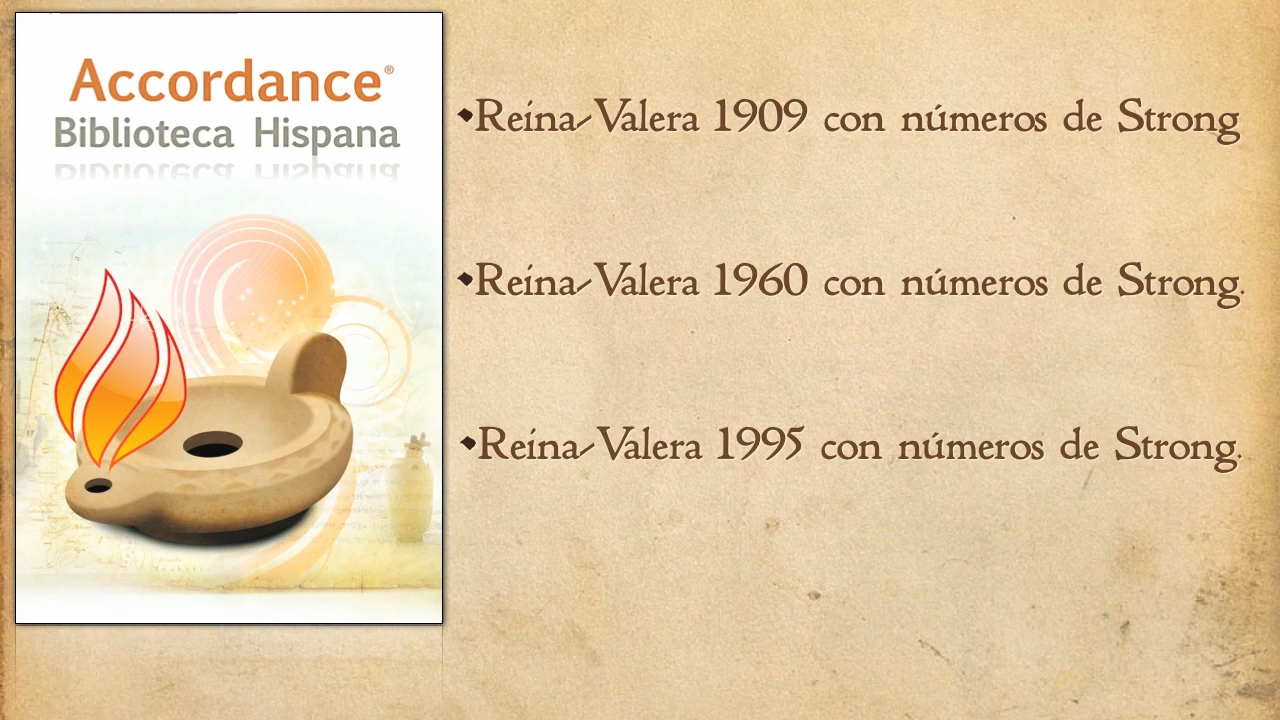 Accordance®
Biblioteca Hispana
•Reina-Valera 1909 con números de Strong
•Reina-Valera 1960 con números de Strong.
•Reina-Valera 1995 con números de Strong.